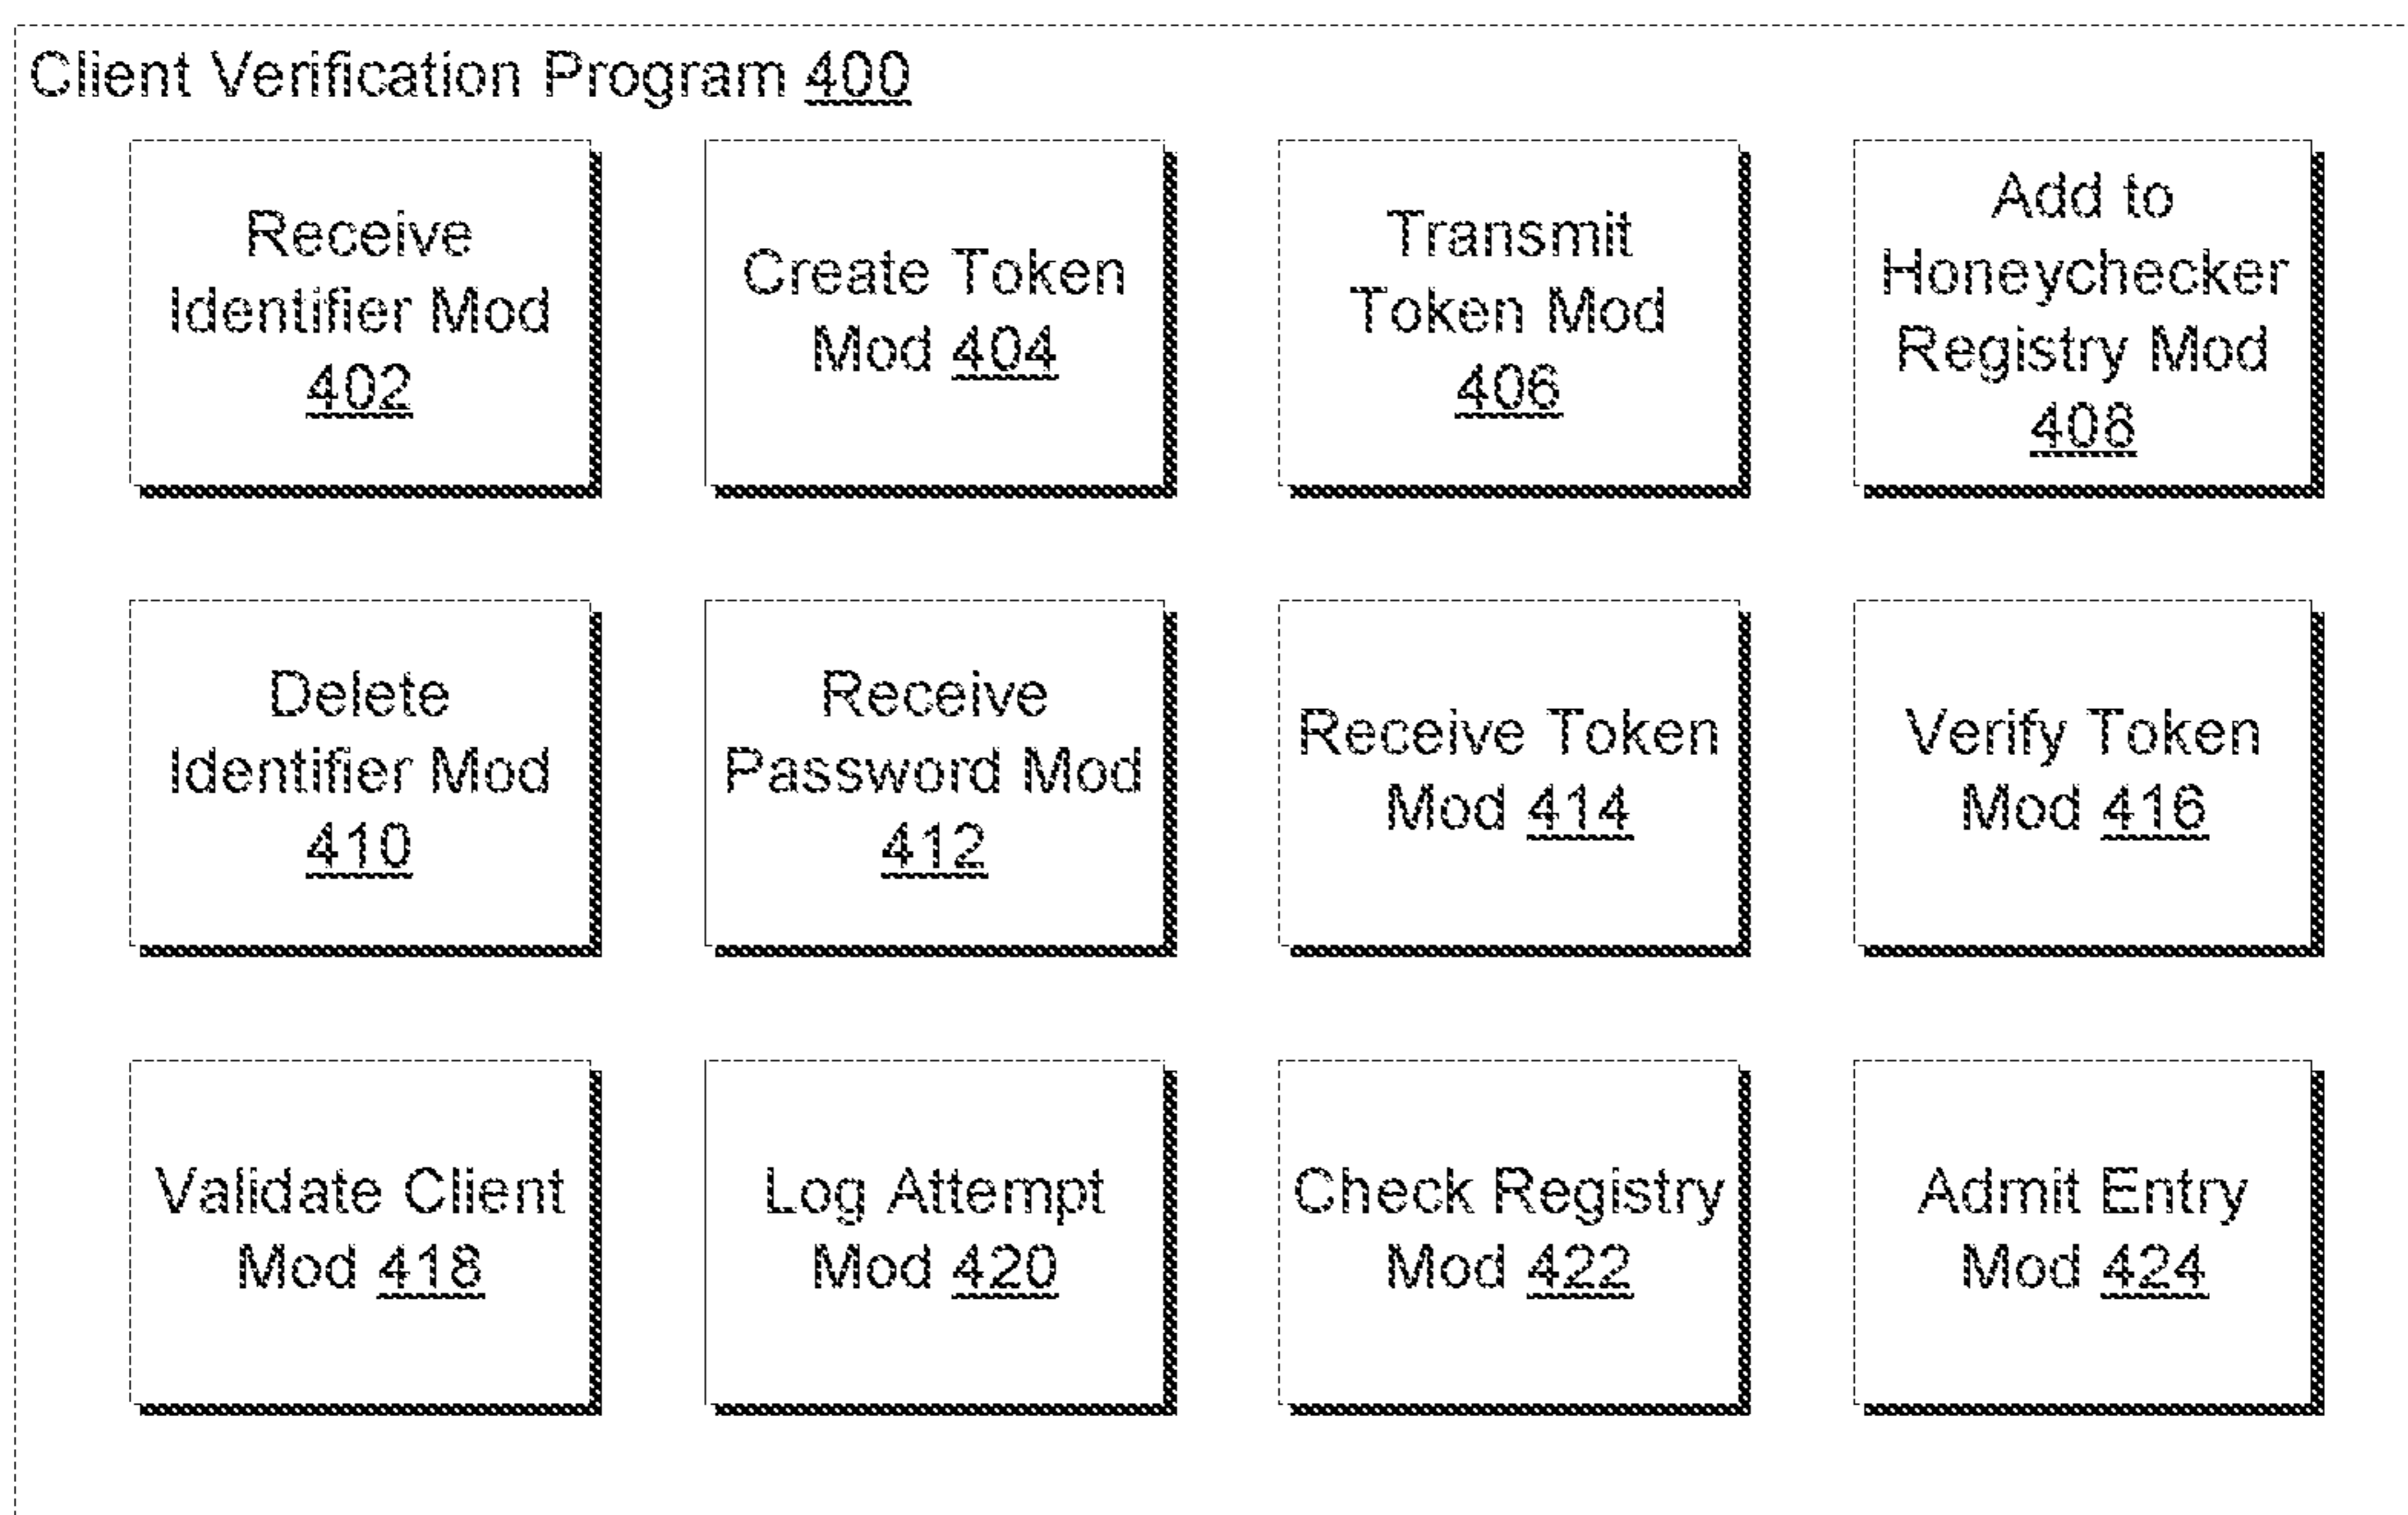 Client Verification Program 400
Receive
Identifier Mod
402
Create Token
Mod 404
Transmit
Token Mod
406
Add to
Honeychecker
Registry Mod
408
Delete
Identifier Mod
410
Receive
Password Mod
412
Receive Token
Mod 414
Verify Token
Mod 416
Validate Client
Mod 418
Log Attempt
Mod 420
Check Registry
Mod 422
Admit Entry
Mod 424